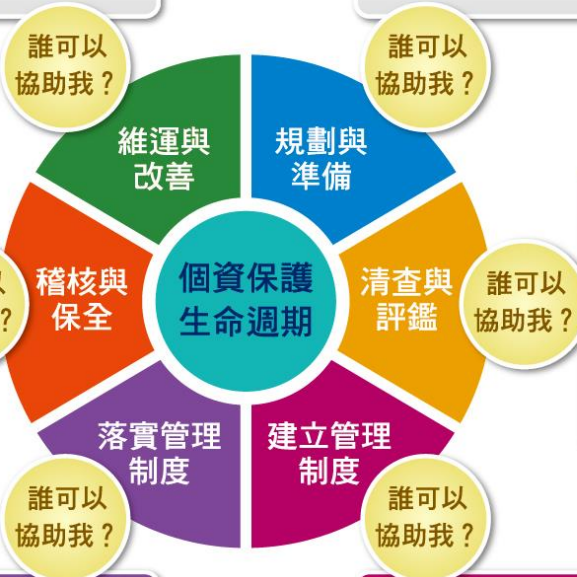 誰可以
協助我？
誰可以
協助我？
維運與
改善
規劃與
準備
稽核與
保全
個資保護
生命週期
清查與
評鑑
誰可以
協助我？
落實管理
制度
建立管理
制度
誰可以
協助我？
誰可以
協助我？